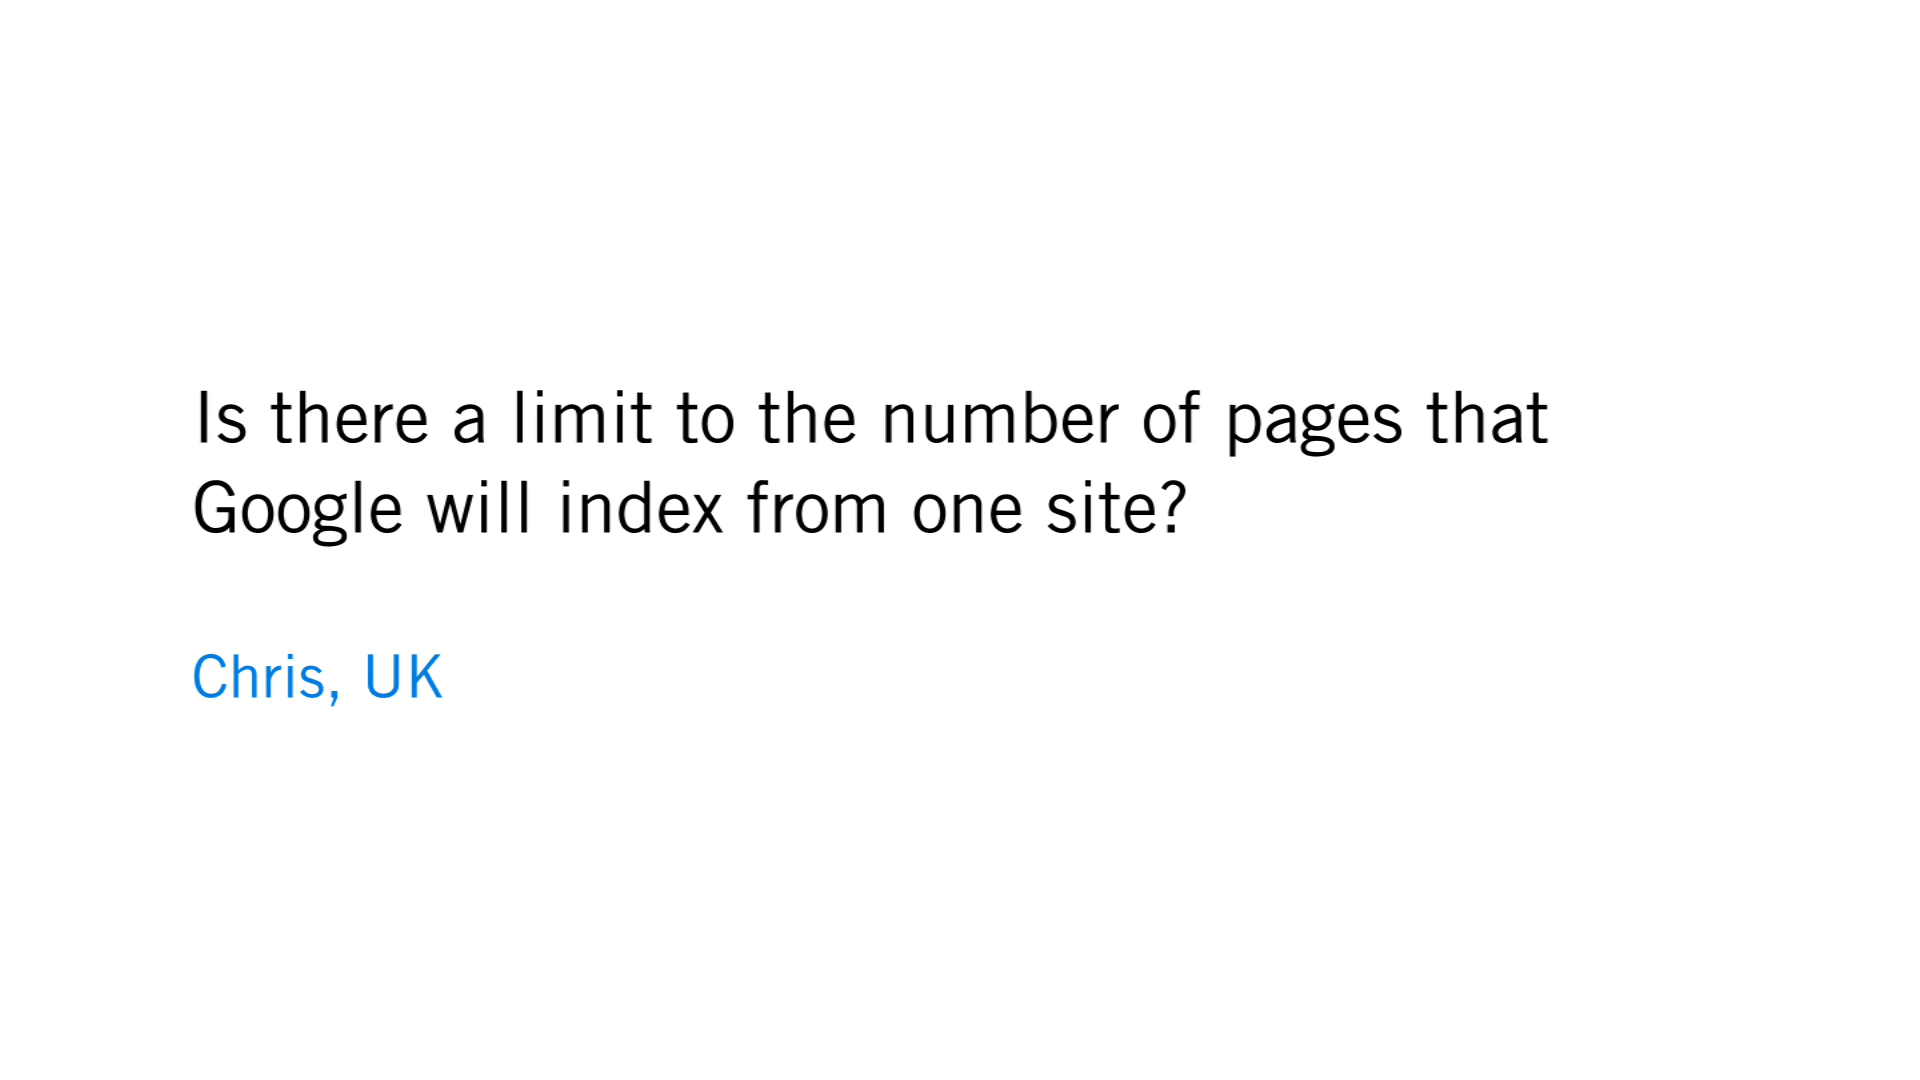 Is there a limit to the number of pages that
Google will index from one site?
Chris, UK